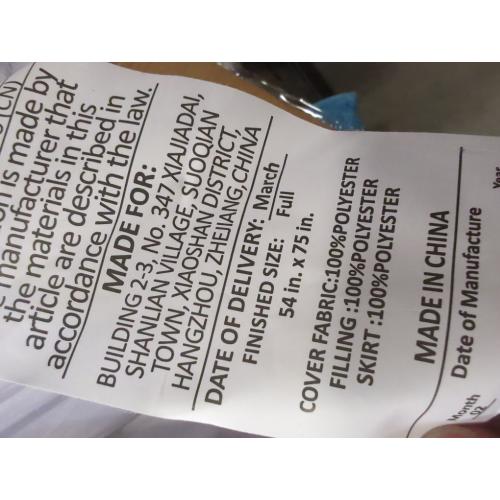 (CN)
is made by
manufacturer that
the materials in this
article are described in
accordance with the law.
MADE FOR:
BUILDING 2-3, No. 347 XIAJIADAI,
SHANLIAN VILLAGE, SUOQIAN
TOWN, XIAOSHAN DISTRICT,
HANGZHOU, ZHEJIANG,CHINA
DATE OF DELIVERY: March
FINISHED SIZE: Full
54 in. x 75 in.
COVER FABRIC:100%POLYESTER
FILLING :100%POLYESTER
SKIRT :100%POLYESTER
MADE IN CHINA
Date of Manufacture
Month
Year
02